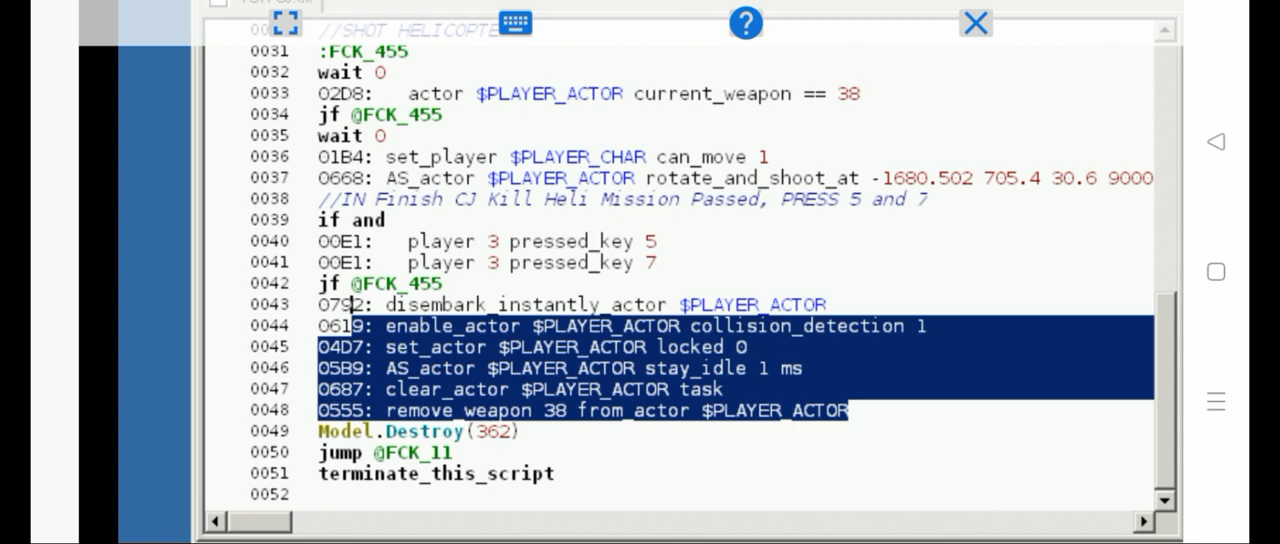 //SHOT HELICOPTE
0031 :FCK_455
0032 wait 0
0033 02D8:   actor $PLAYER_ACTOR current_weapon == 38
0034 jf @FCK_455
0035 wait 0
0036 01B4: set_player $PLAYER_CHAR can_move 1
0037 0668: AS_actor $PLAYER_ACTOR rotate_and_shoot_at -1680.502 705.4 30.6 9000
0038 //IN Finish CJ Kill Heli Mission Passed, PRESS 5 and 7
0039 if and
0040 00E1:   player 3 pressed_key 5
0041 00E1:   player 3 pressed_key 7
0042 jf @FCK_455
0043 0792: disembark_instantly_actor $PLAYER_ACTOR
0044 0619: enable_actor $PLAYER_ACTOR collision_detection 1
0045 04D7: set_actor $PLAYER_ACTOR locked 0
0046 05B9: AS_actor $PLAYER_ACTOR stay_idle 1 ms
0047 0687: clear_actor $PLAYER_ACTOR task
0048 0555: remove_weapon 38 from_actor $PLAYER_ACTOR
0049 Model.Destroy(362)
0050 jump @FCK_11
0051 terminate_this_script
0052